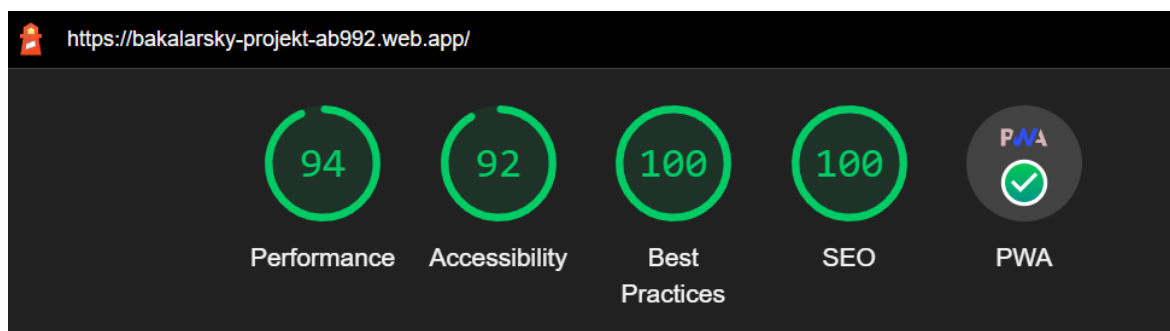 https://bakalarsky-projekt-ab992.web.app/
94
92
100
100
PWA
Performance
Accessibility
Best
Practices
SEO
PWA